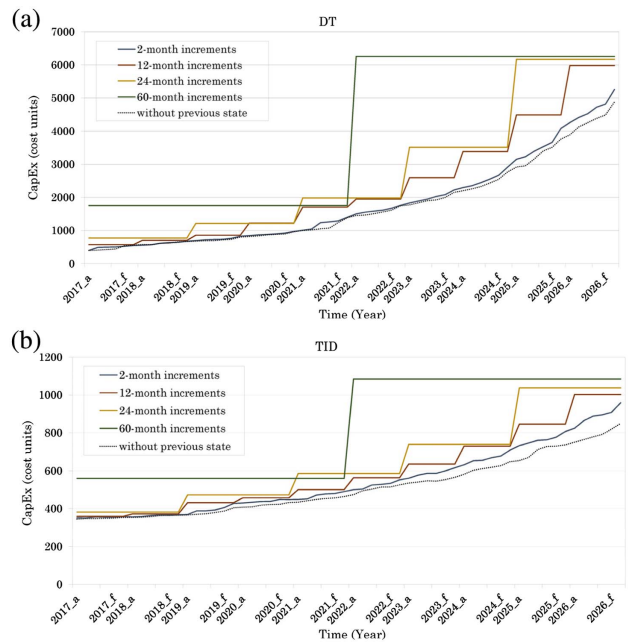 (a)
DT
7000
6000
5000
4000
3000
2000
1000
0
CapEx (cost units)
2-month increments
12-month increments
24-month increments
60-month increments
without previous state
2017_a
2017_f
2018_a
2018_f
2019_a
2019_f
2020_a
2020_f
2021_a
2021_f
2022_a
2022_f
2023_a
2023_f
2024_a
2024_f
2025_a
2025_f
2026_a
2026_f
Time (Year)
(b)
TID
1200
1000
800
600
400
200
0
CapEx (cost units)
2-month increments
12-month increments
24-month increments
60-month increments
without previous state
2017_a
2017_f
2018_a
2018_f
2019_a
2019_f
2020_a
2020_f
2021_a
2021_f
2022_a
2022_f
2023_a
2023_f
2024_a
2024_f
2025_a
2025_f
2026_a
2026_f
Time (Year)